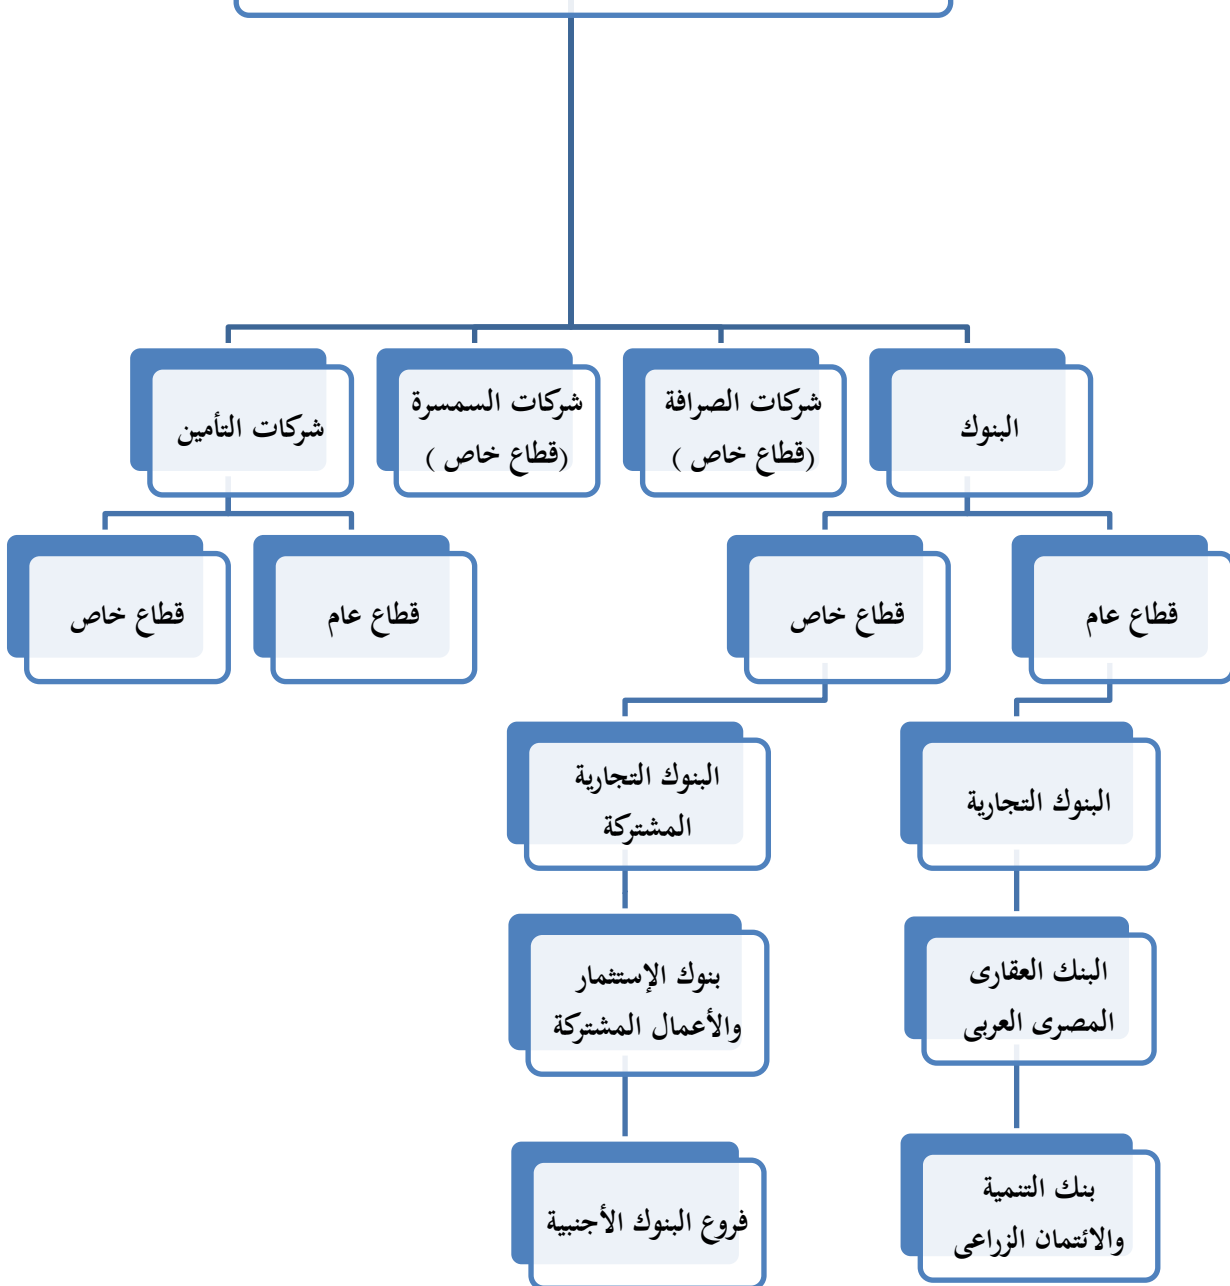 البنوك
شركات الصرافة
(قطاع خاص )
شركات السمسرة
(قطاع خاص )
شركات التأمين
قطاع عام
قطاع خاص
قطاع عام
قطاع خاص
البنوك التجارية
البنوك التجارية
المشتركة
البنك العقارى
المصرى العربى
بنوك الإستثمار
والأعمال المشتركة
بنك التنمية
والائتمان الزراعى
فروع البنوك الأجنبية